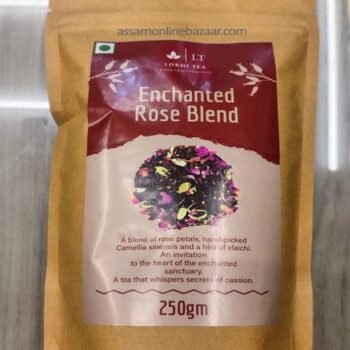 assamonlinebazaar.com
LT
LOKHI TEA
Enchanted
Rose Blend
A blend of rose petals, hand-picked
Camellia sinensis and a hint of elaichi.
An invitation
to the heart of the enchanted
sanctuary.
A tea that whispers secrets of passion.
250gm